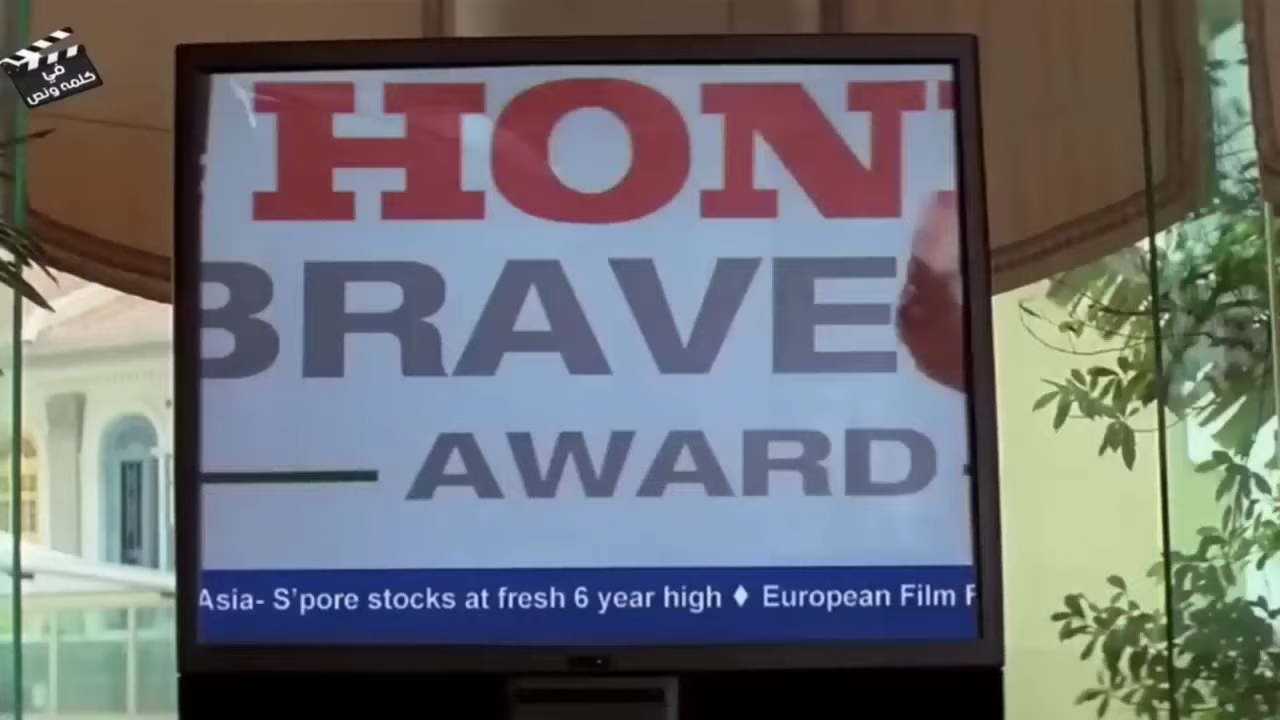 في
كلمه ونص
HON
BRAVE
AWARD
Asia- S'pore stocks at fresh 6 year high ♦ European Film F